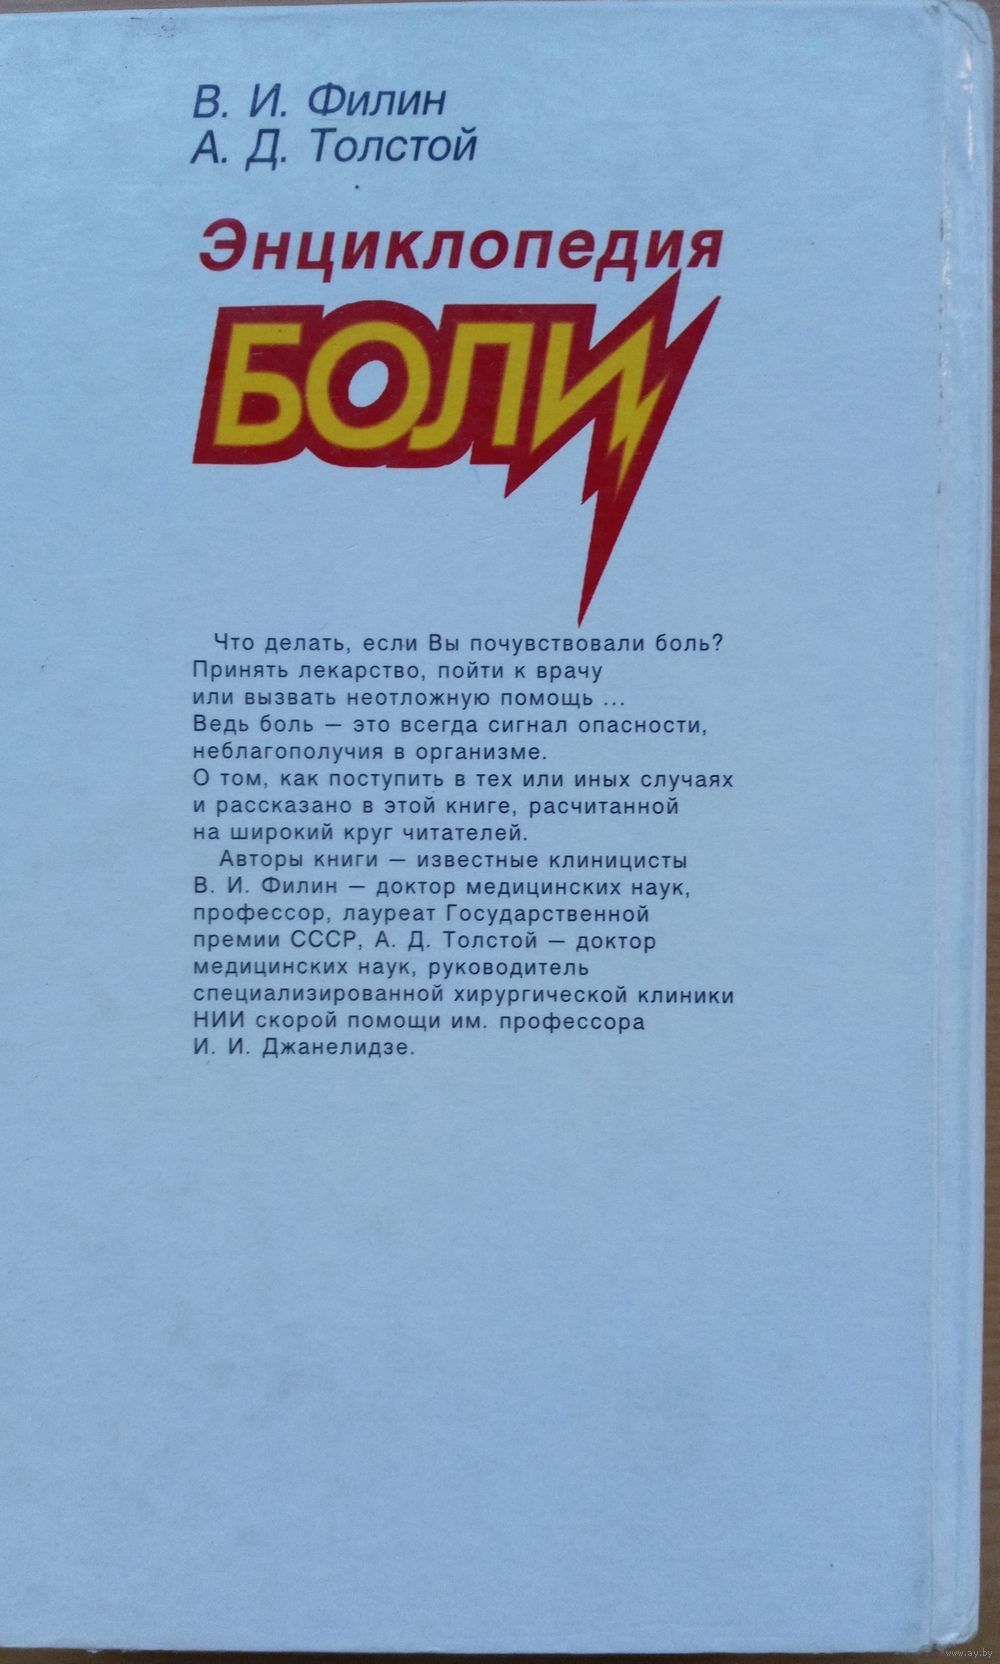 В. И. Филин
А. Д. Толстой
Энциклопедия
БОЛИ
Что делать, если Вы почувствовали боль?
Принять лекарство, пойти к врачу
или вызвать неотложную помощь ...
Ведь боль — это всегда сигнал опасности,
неблагополучия в организме.
О том, как поступить в тех или иных случаях
и рассказано в этой книге, расчитанной
на широкий круг читателей.
Авторы книги — известные клиницисты
В. И. Филин — доктор медицинских наук,
профессор, лауреат Государственной
премии СССР, А. Д. Толстой — доктор
медицинских наук, руководитель
специализированной хирургической клиники
НИИ скорой помощи им. профессора
И. И. Джанелидзе.
www.ay.by